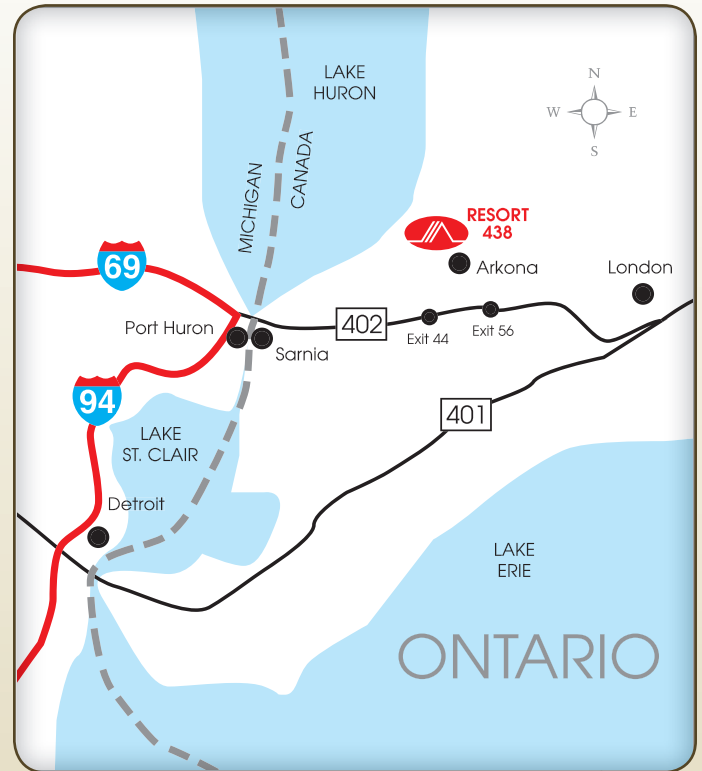 LAKE
HURON
N
W
E
S
MICHIGAN
CANADA
RESORT
438
69
Arkona
London
Port Huron
402
Exit 44
Exit 56
Sarnia
94
401
LAKE
ST. CLAIR
Detroit
LAKE
ERIE
ONTARIO